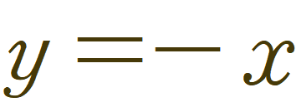 y = − x